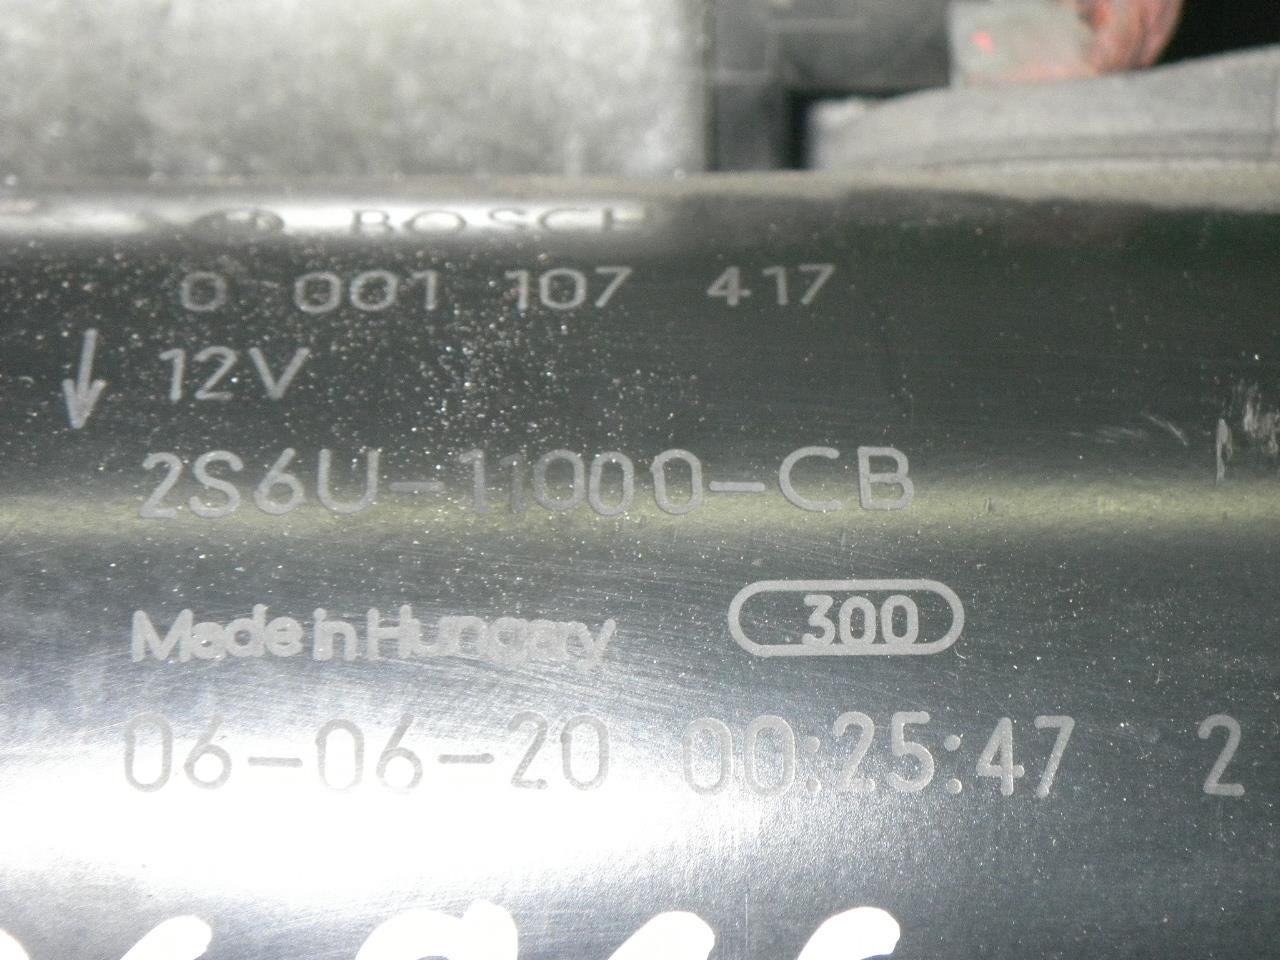 BOSCH
0 001 107 417
12V
2S6U-11000-CB
Made in Hungary 300
06-06-20 00:25:47 2